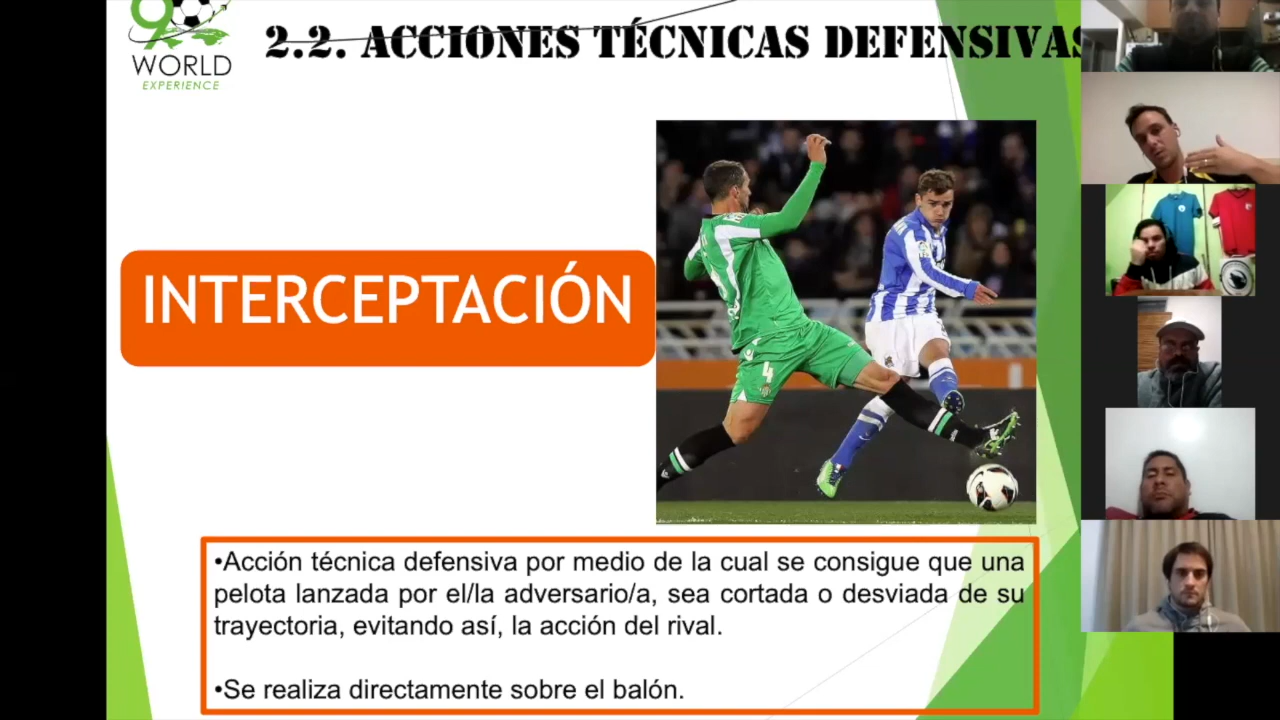 2.2. ACCIONES TÉCNICAS DEFENSIVAS
90
WORLD
EXPERIENCE
INTERCEPTACIÓN
4
•Acción técnica defensiva por medio de la cual se consigue que una
pelota lanzada por el/la adversario/a, sea cortada o desviada de su
trayectoria, evitando así, la acción del rival.
•Se realiza directamente sobre el balón.